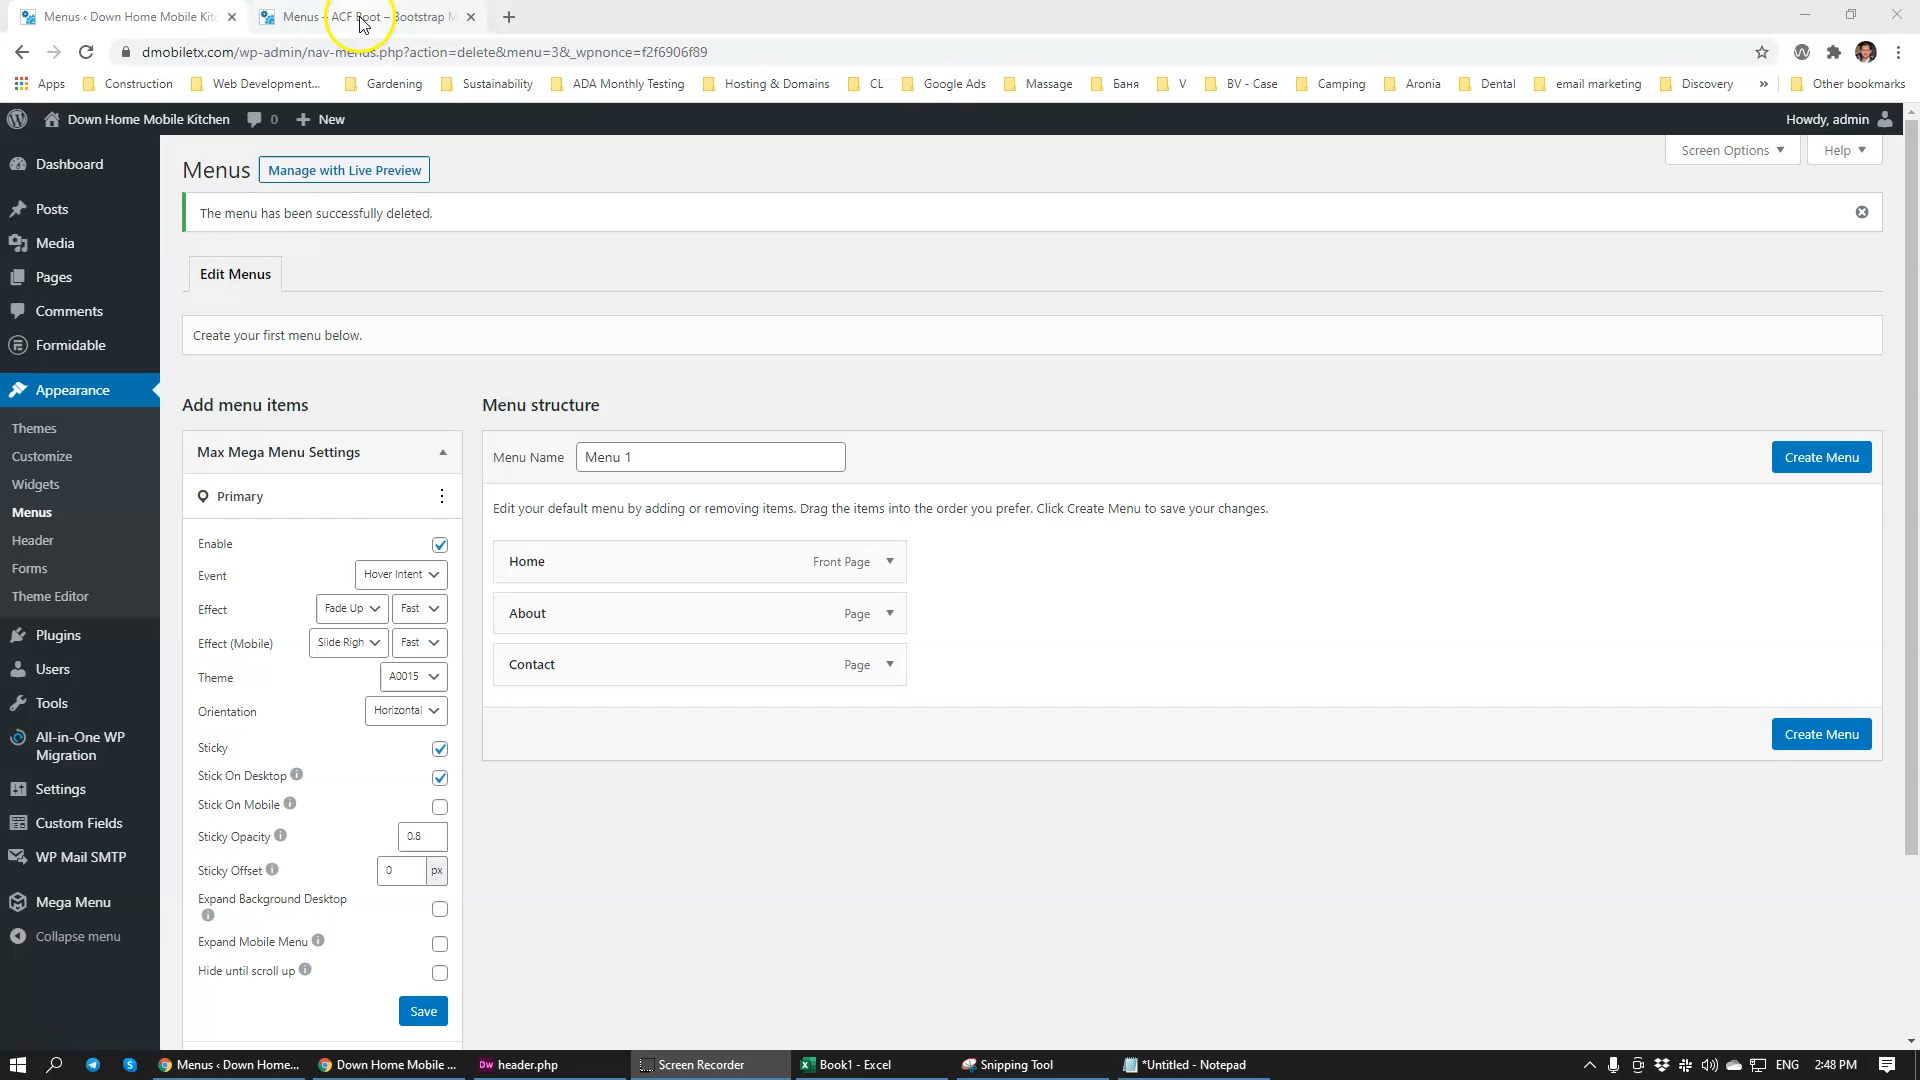 Menus ‹ Down Home Mobile Kitc
Menus – ACF Root – Bootstrap M
dmobiletx.com/wp-admin/nav-menus.php?action=delete&menu=3&_wpnonce=f2f6906f89
Apps
Construction
Web Development...
Gardening
Sustainability
ADA Monthly Testing
Hosting & Domains
CL
Google Ads
Massage
Баня
V
BV - Case
Camping
Aronia
Dental
email marketing
Discovery
»
Other bookmarks
Down Home Mobile Kitchen
0
New
Howdy, admin
Dashboard
Posts
Media
Pages
Comments
Formidable
Appearance
Themes
Customize
Widgets
Menus
Header
Forms
Theme Editor
Plugins
Users
Tools
All-in-One WP
Migration
Settings
Custom Fields
WP Mail SMTP
Mega Menu
Collapse menu
Menus
Manage with Live Preview
Screen Options
Help
The menu has been successfully deleted.
Edit Menus
Create your first menu below.
Add menu items
Max Mega Menu Settings
Primary
Enable
Event
Hover Intent
Effect
Fade Up
Fast
Effect (Mobile)
Slide Righ
Fast
Theme
A0015
Orientation
Horizontal
Sticky
Stick On Desktop
Stick On Mobile
Sticky Opacity
0.8
Sticky Offset
0
px
Expand Background Desktop
Expand Mobile Menu
Hide until scroll up
Save
Menu structure
Menu Name
Menu 1
Create Menu
Edit your default menu by adding or removing items. Drag the items into the order you prefer. Click Create Menu to save your changes.
Home
Front Page
About
Page
Contact
Page
Create Menu
Menus ‹ Down Home...
Down Home Mobile ...
Dw
header.php
Screen Recorder
Book1 - Excel
Snipping Tool
*Untitled - Notepad
ENG
2:48 PM